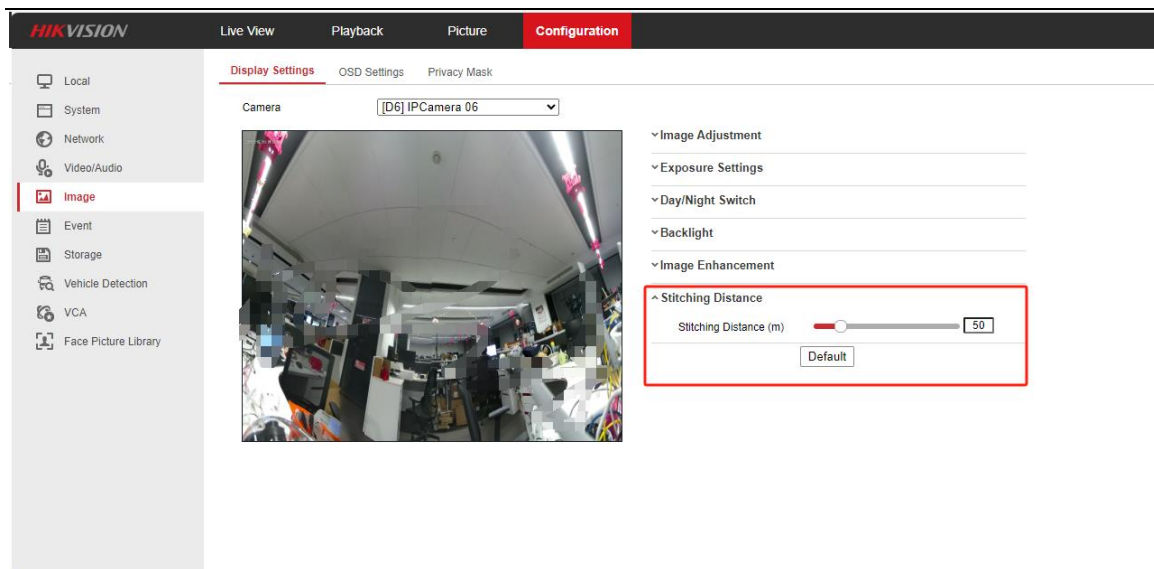 HIKVISION
Live View Playback Picture Configuration
Local
System
Network
Video/Audio
Image
Event
Storage
Vehicle Detection
VCA
Face Picture Library
Display Settings OSD Settings Privacy Mask
Camera [D6] IPCamera 06
Image Adjustment
Exposure Settings
Day/Night Switch
Backlight
Image Enhancement
Stitching Distance
Stitching Distance (m) 50
Default